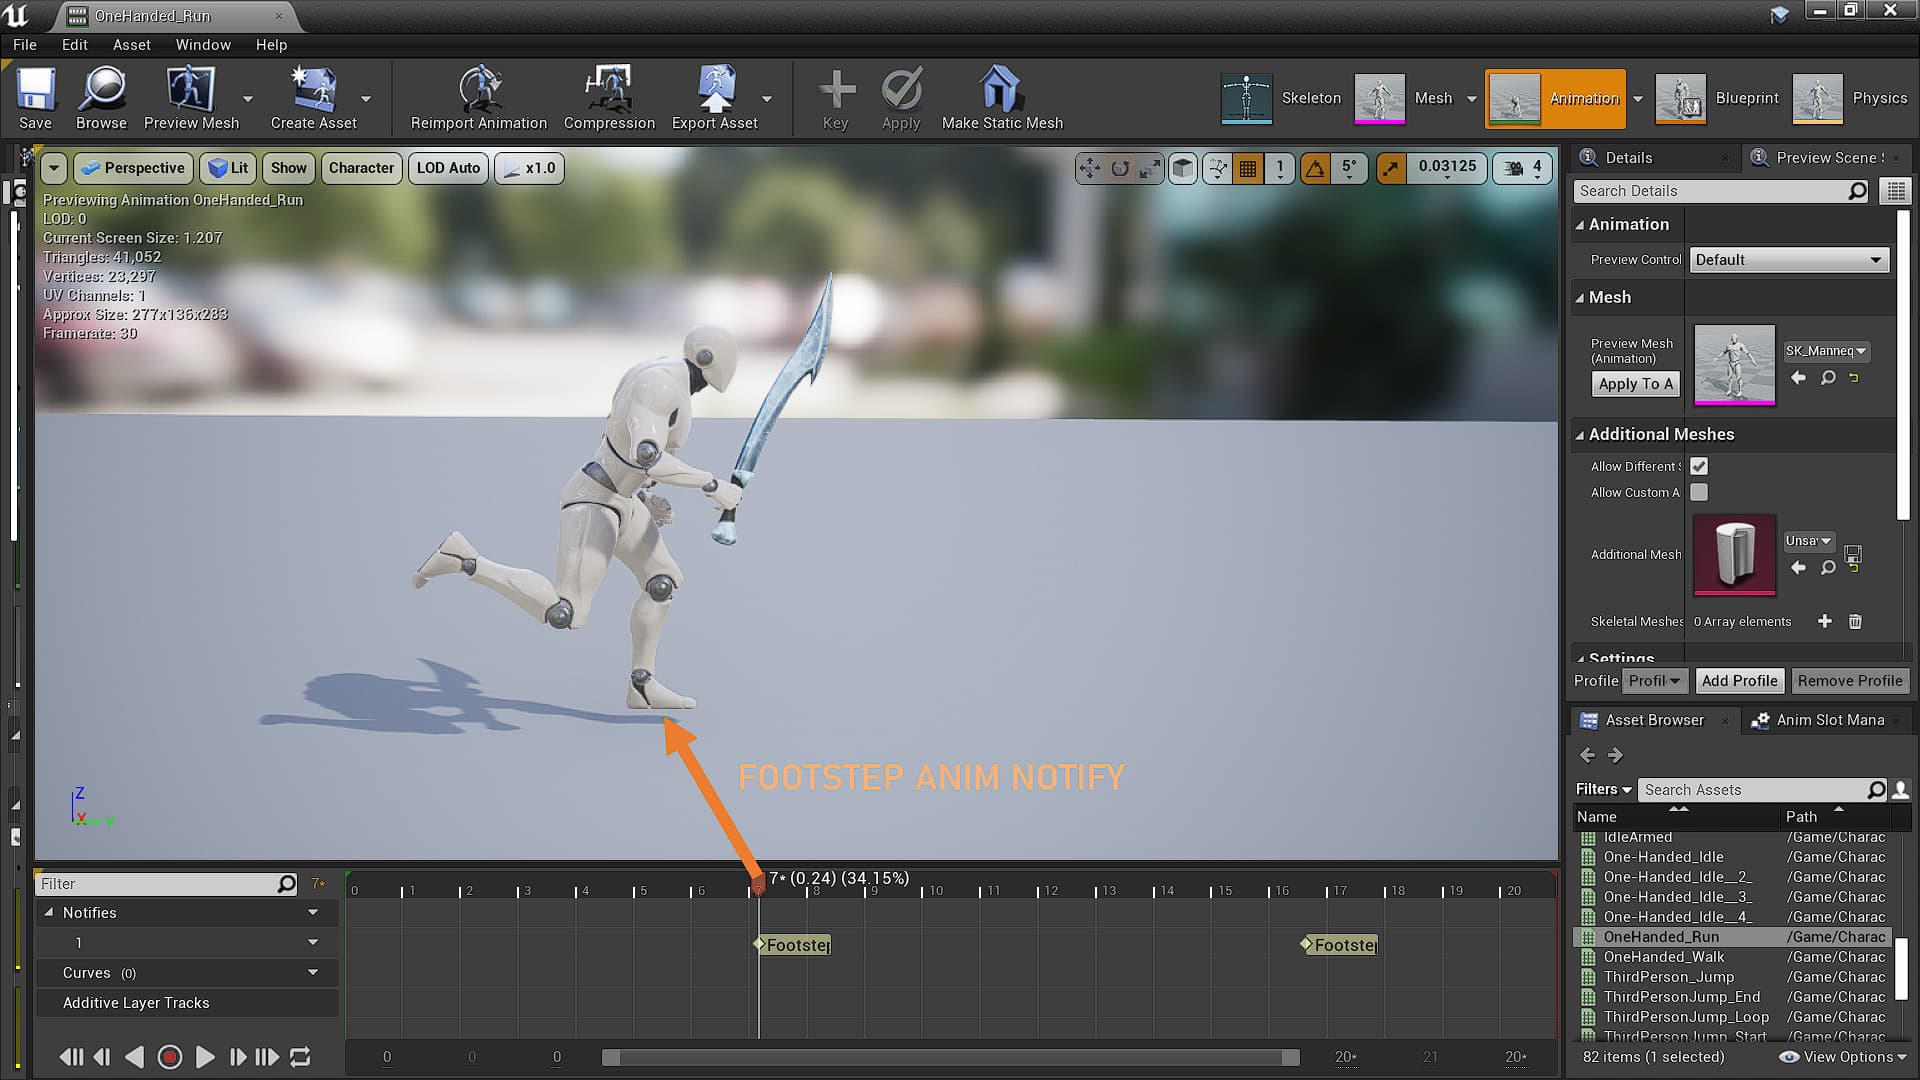 OneHanded_Run
File Edit Asset Window Help
Save Browse Preview Mesh Create Asset Reimport Animation Compression Export Asset Key Apply Make Static Mesh Skeleton Mesh Animation Blueprint Physics
Perspective Lit Show Character LOD Auto x1.0 1 5° 0.03125 4
Previewing Animation OneHanded_Run
LOD: 0
Current Screen Size: 1.207
Triangles: 41,052
Vertices: 23,297
UV Channels: 1
Approx Size: 277x136x283
Framerate: 30
FOOTSTEP ANIM NOTIFY
Z
X Y
Details Preview Scene
Search Details
Animation
Preview Control Default
Mesh
Preview Mesh
(Animation)
SK_Manneq
Apply To A
Additional Meshes
Allow Different
Allow Custom A
Additional Mesh Unsa
Skeletal Meshes 0 Array elements
Settings
Profile Profil Add Profile Remove Profile
Asset Browser Anim Slot Mana
Filters Search Assets
Name Path
IdleArmed /Game/Charac
One-Handed_Idle /Game/Charac
One-Handed_Idle__2_ /Game/Charac
One-Handed_Idle__3_ /Game/Charac
One-Handed_Idle__4_ /Game/Charac
OneHanded_Run /Game/Charac
OneHanded_Walk /Game/Charac
ThirdPerson_Jump /Game/Charac
ThirdPersonJump_End /Game/Charac
ThirdPersonJump_Loop /Game/Charac
ThirdPersonJump_Start /Game/Charac
82 items (1 selected) View Options
Filter 7*
7* (0.24) (34.15%)
0 1 2 3 4 5 6 7 8 9 10 11 12 13 14 15 16 17 18 19 20
Notifies
1 Footstep Footste
Curves (0)
Additive Layer Tracks
0 0 0 20* 21 20*